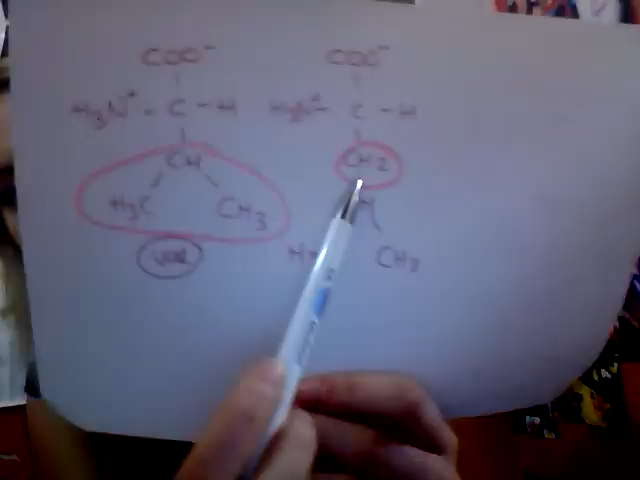 COO⁻ COO⁻
H₃N⁺ - C - H H₃N⁺ - C - H
CH CH2
H₃C CH₃
Val CH₃